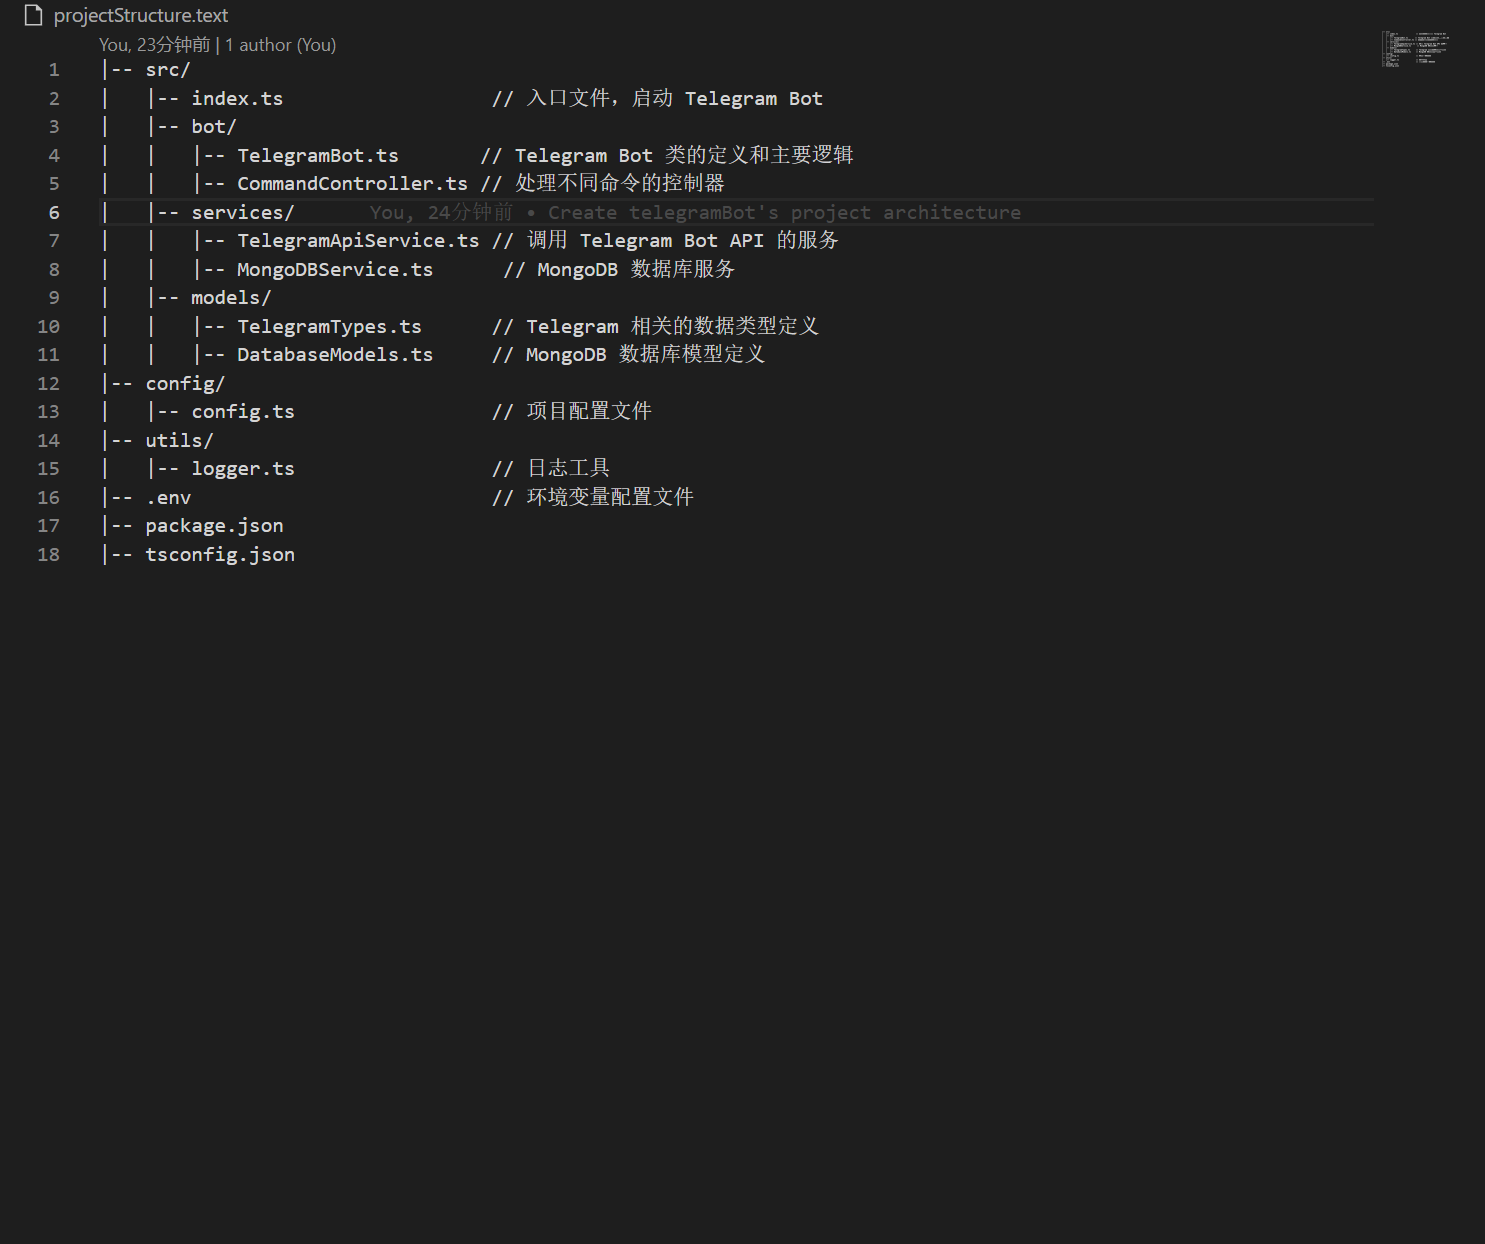 projectStructure.text
You, 23分钟前 | 1 author (You)
1 |-- src/
2 |   |-- index.ts                  // 入口文件，启动 Telegram Bot
3 |   |-- bot/
4 |   |   |-- TelegramBot.ts       // Telegram Bot 类的定义和主要逻辑
5 |   |   |-- CommandController.ts // 处理不同命令的控制器
6 |   |-- services/      You, 24分钟前 • Create telegramBot's project architecture
7 |   |   |-- TelegramApiService.ts // 调用 Telegram Bot API 的服务
8 |   |   |-- MongoDBService.ts      // MongoDB 数据库服务
9 |   |-- models/
10 |   |   |-- TelegramTypes.ts      // Telegram 相关的数据类型定义
11 |   |   |-- DatabaseModels.ts     // MongoDB 数据库模型定义
12 |-- config/
13 |   |-- config.ts                 // 项目配置文件
14 |-- utils/
15 |   |-- logger.ts                 // 日志工具
16 |-- .env                          // 环境变量配置文件
17 |-- package.json
18 |-- tsconfig.json